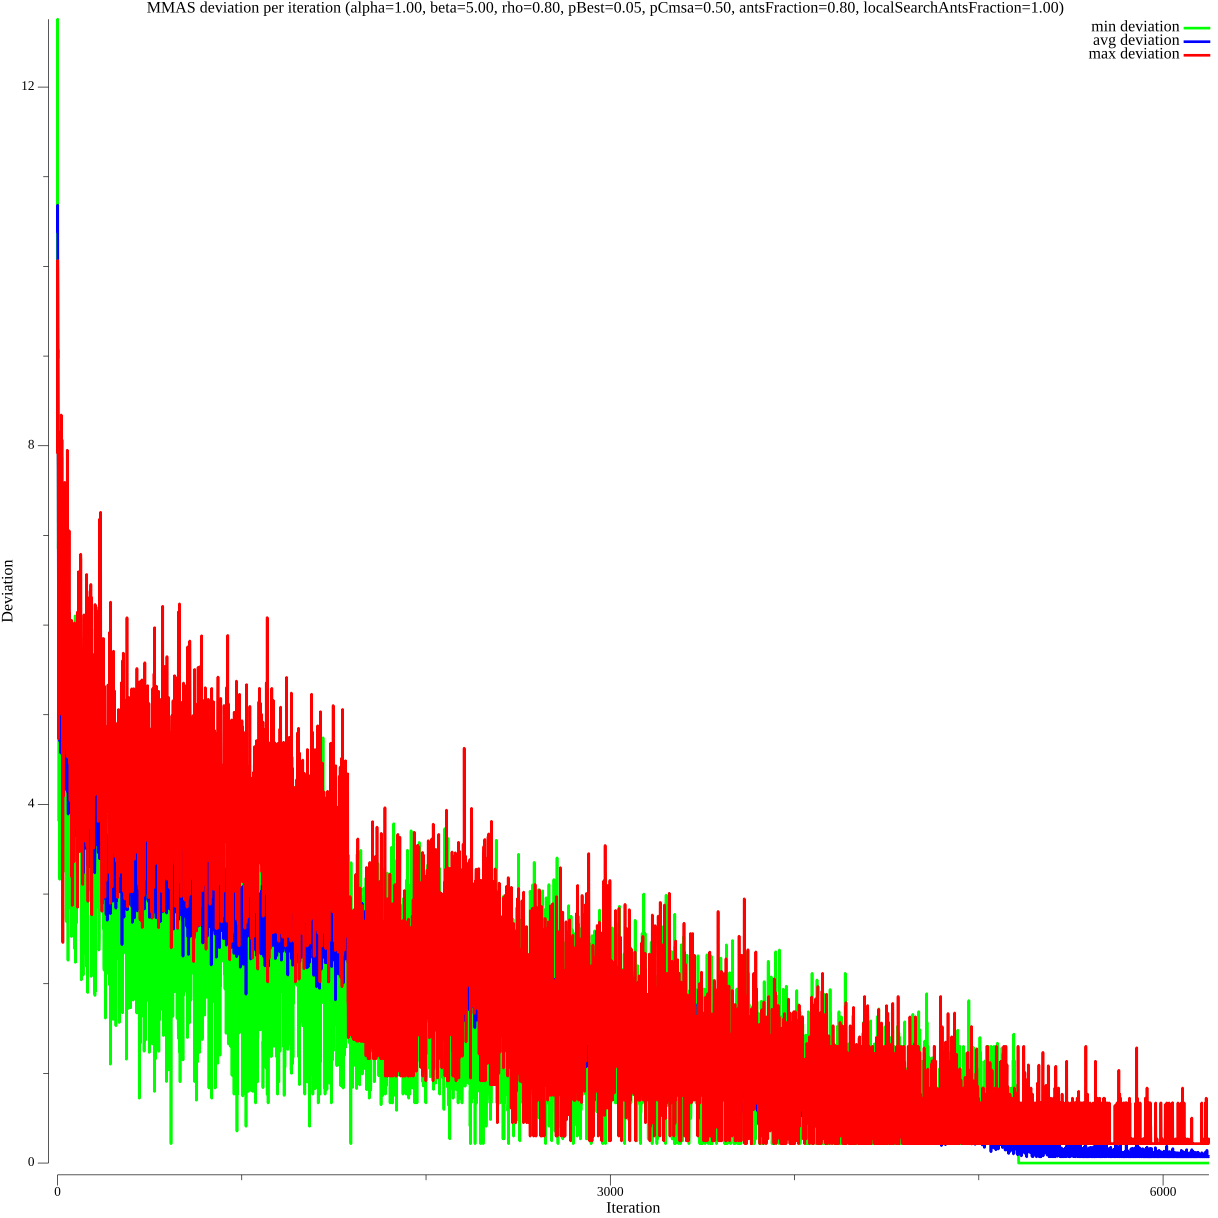 MMAS deviation per iteration (alpha=1.00, beta=5.00, rho=0.80, pBest=0.05, pCmsa=0.50, antsFraction=0.80, localSearchAntsFraction=1.00)
min deviation
avg deviation
max deviation
12
8
4
0
Deviation
0
3000
6000
Iteration